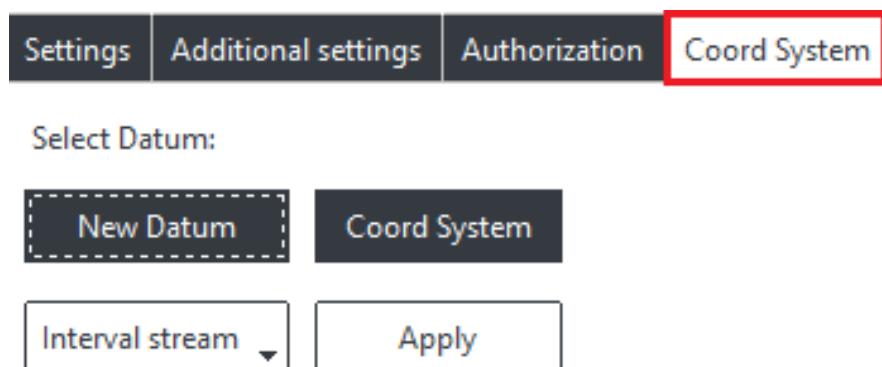 Settings Additional settings Authorization Coord System
Select Datum:
New Datum Coord System
Interval stream Apply